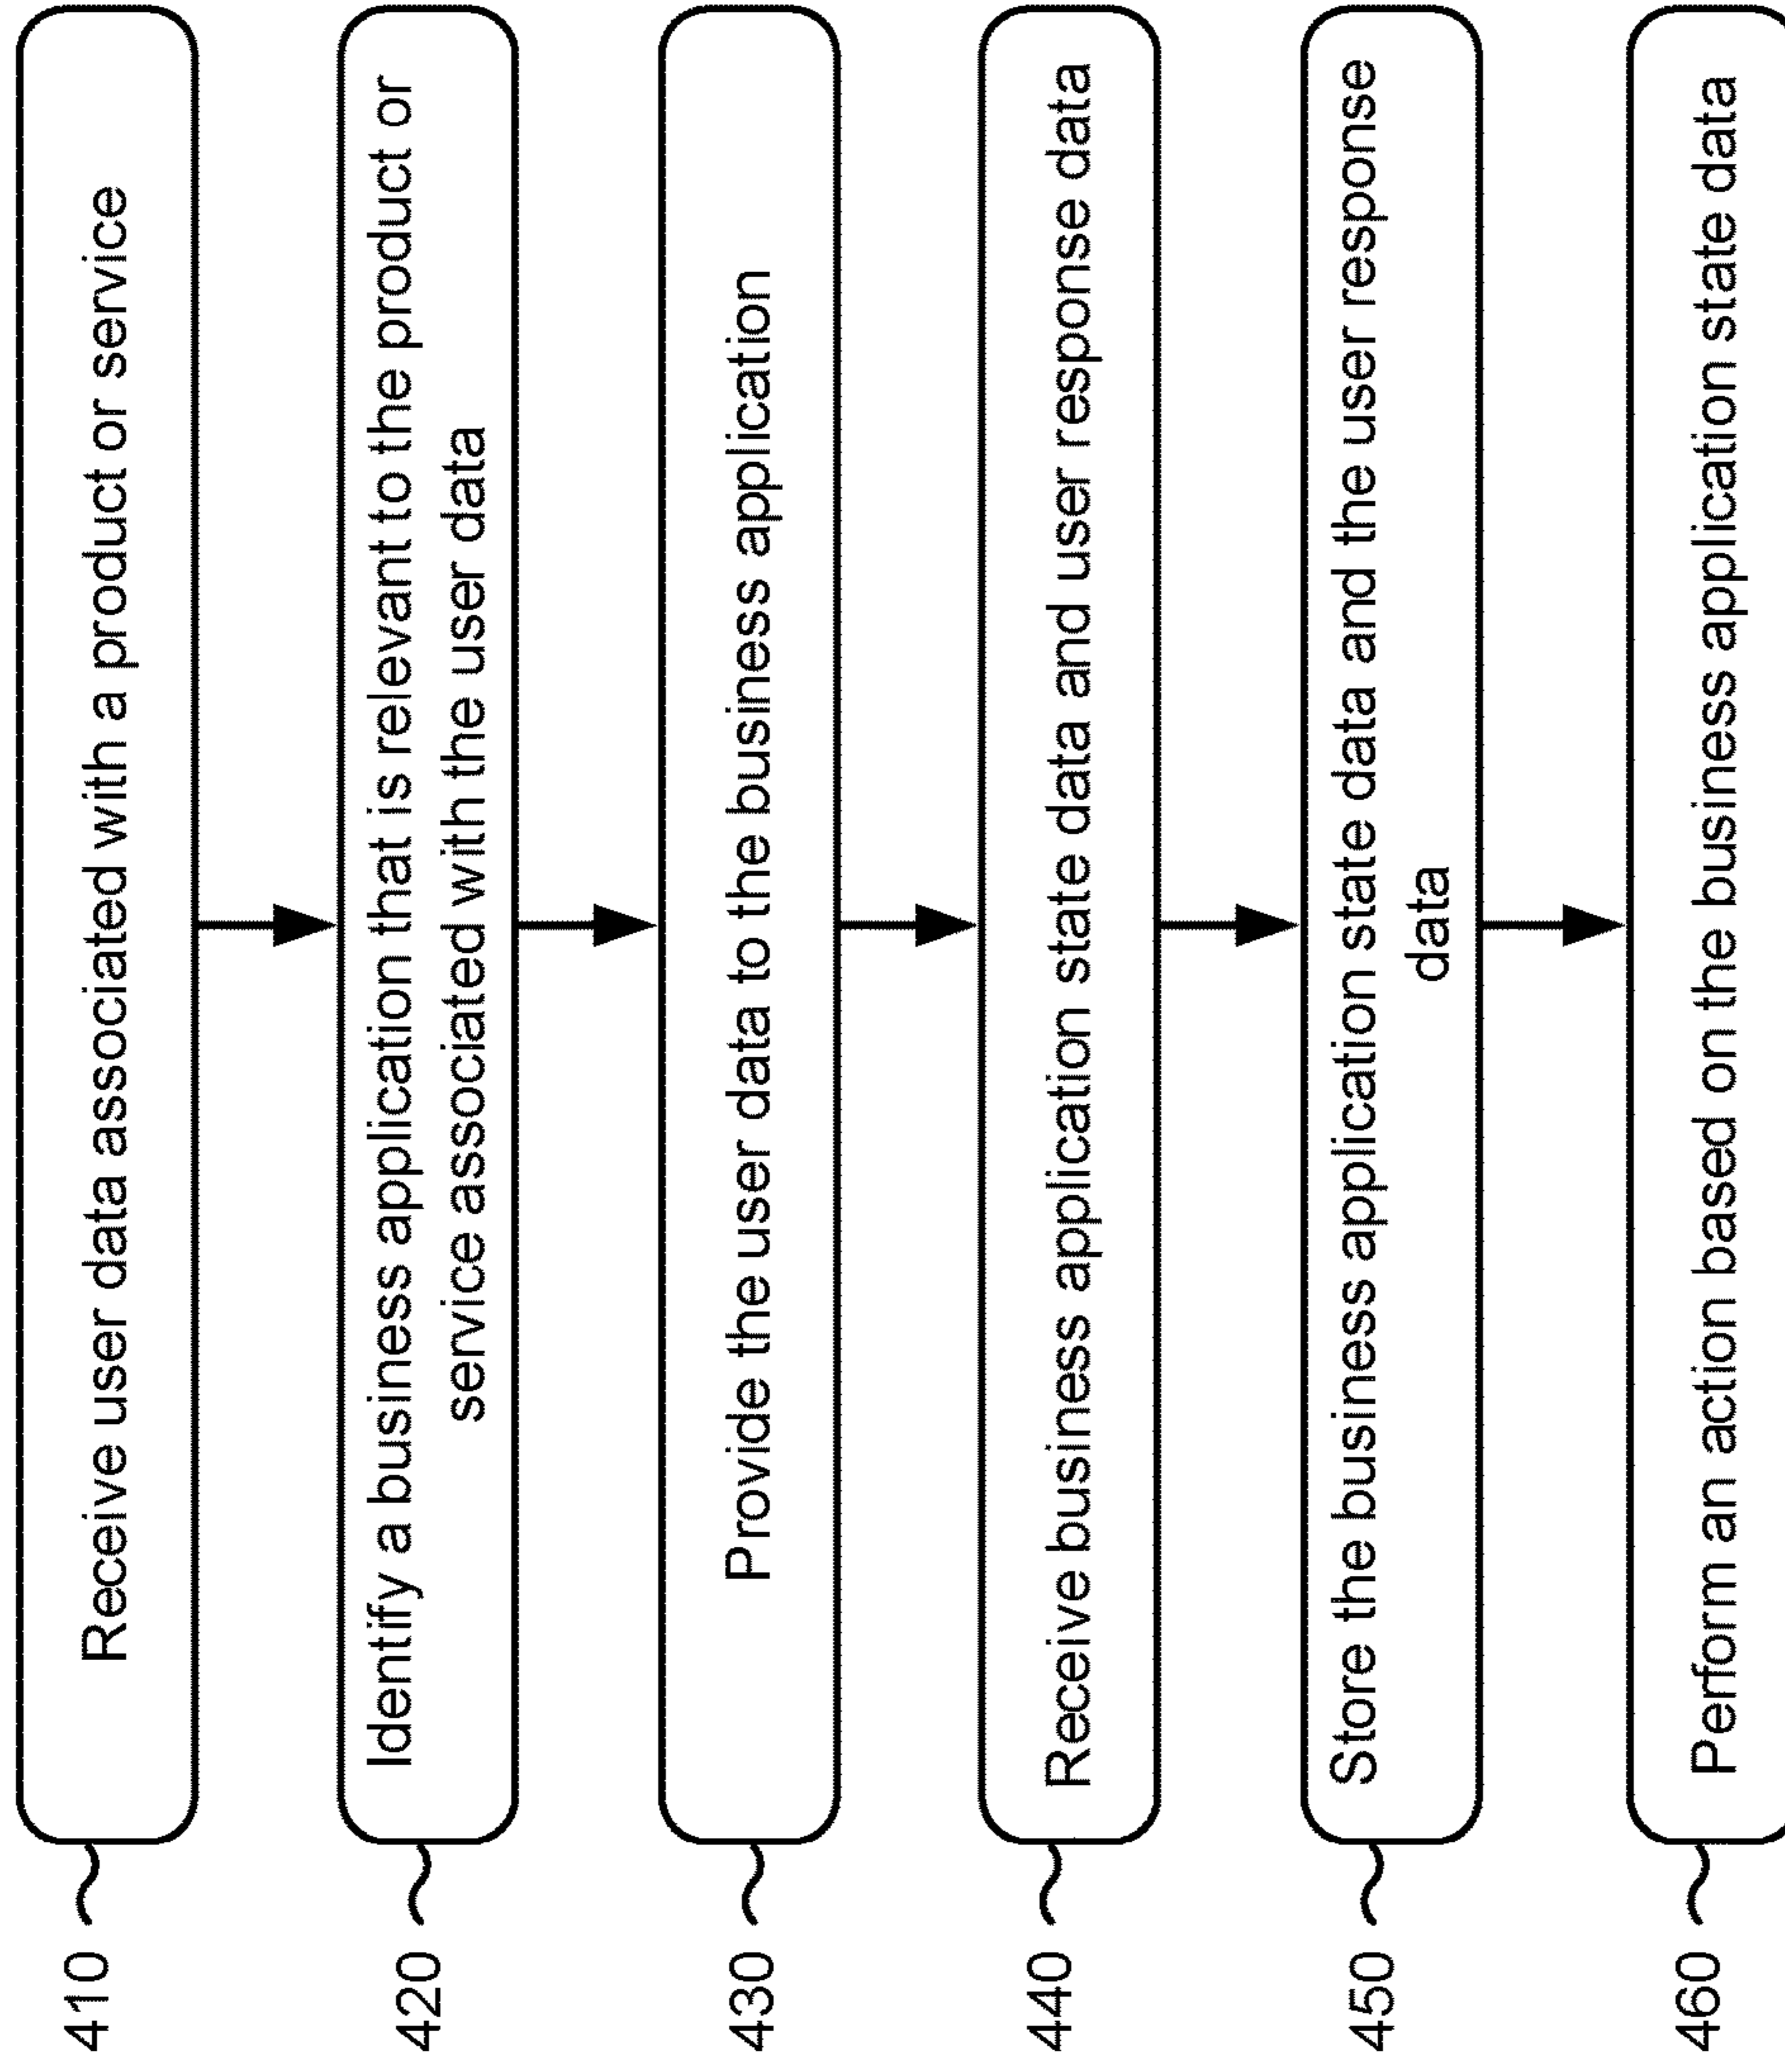 410
Receive user data associated with a product or service
420
Identify a business application that is relevant to the product or
service associated with the user data
430
Provide the user data to the business application
440
Receive business application state data and user response data
450
Store the business application state data and the user response
data
460
Perform an action based on the business application state data